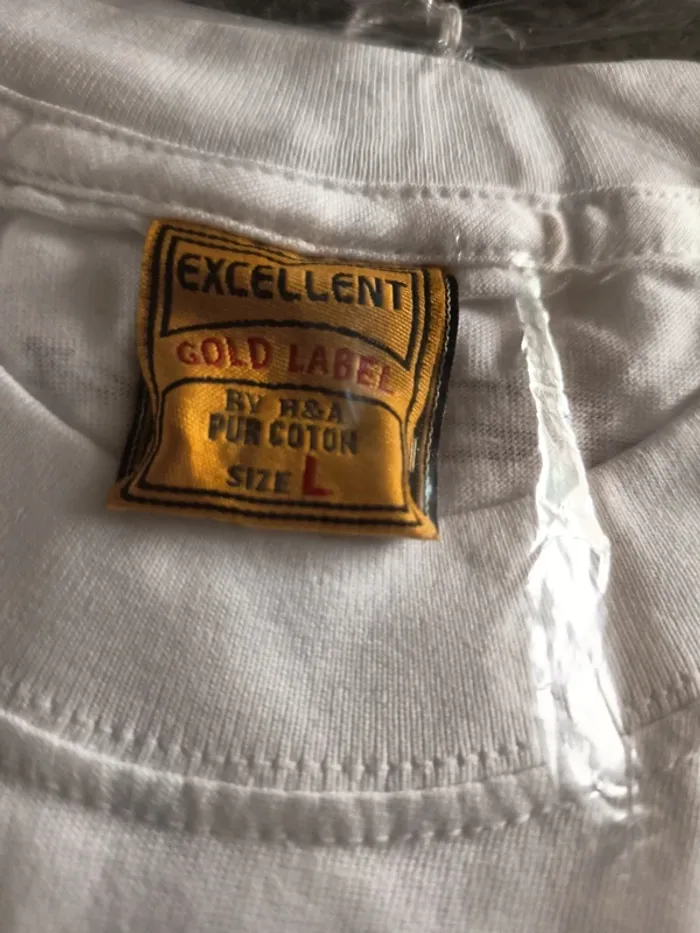 EXCELLENT
GOLD LABEL
BY H&A
PUR COTON
SIZE L